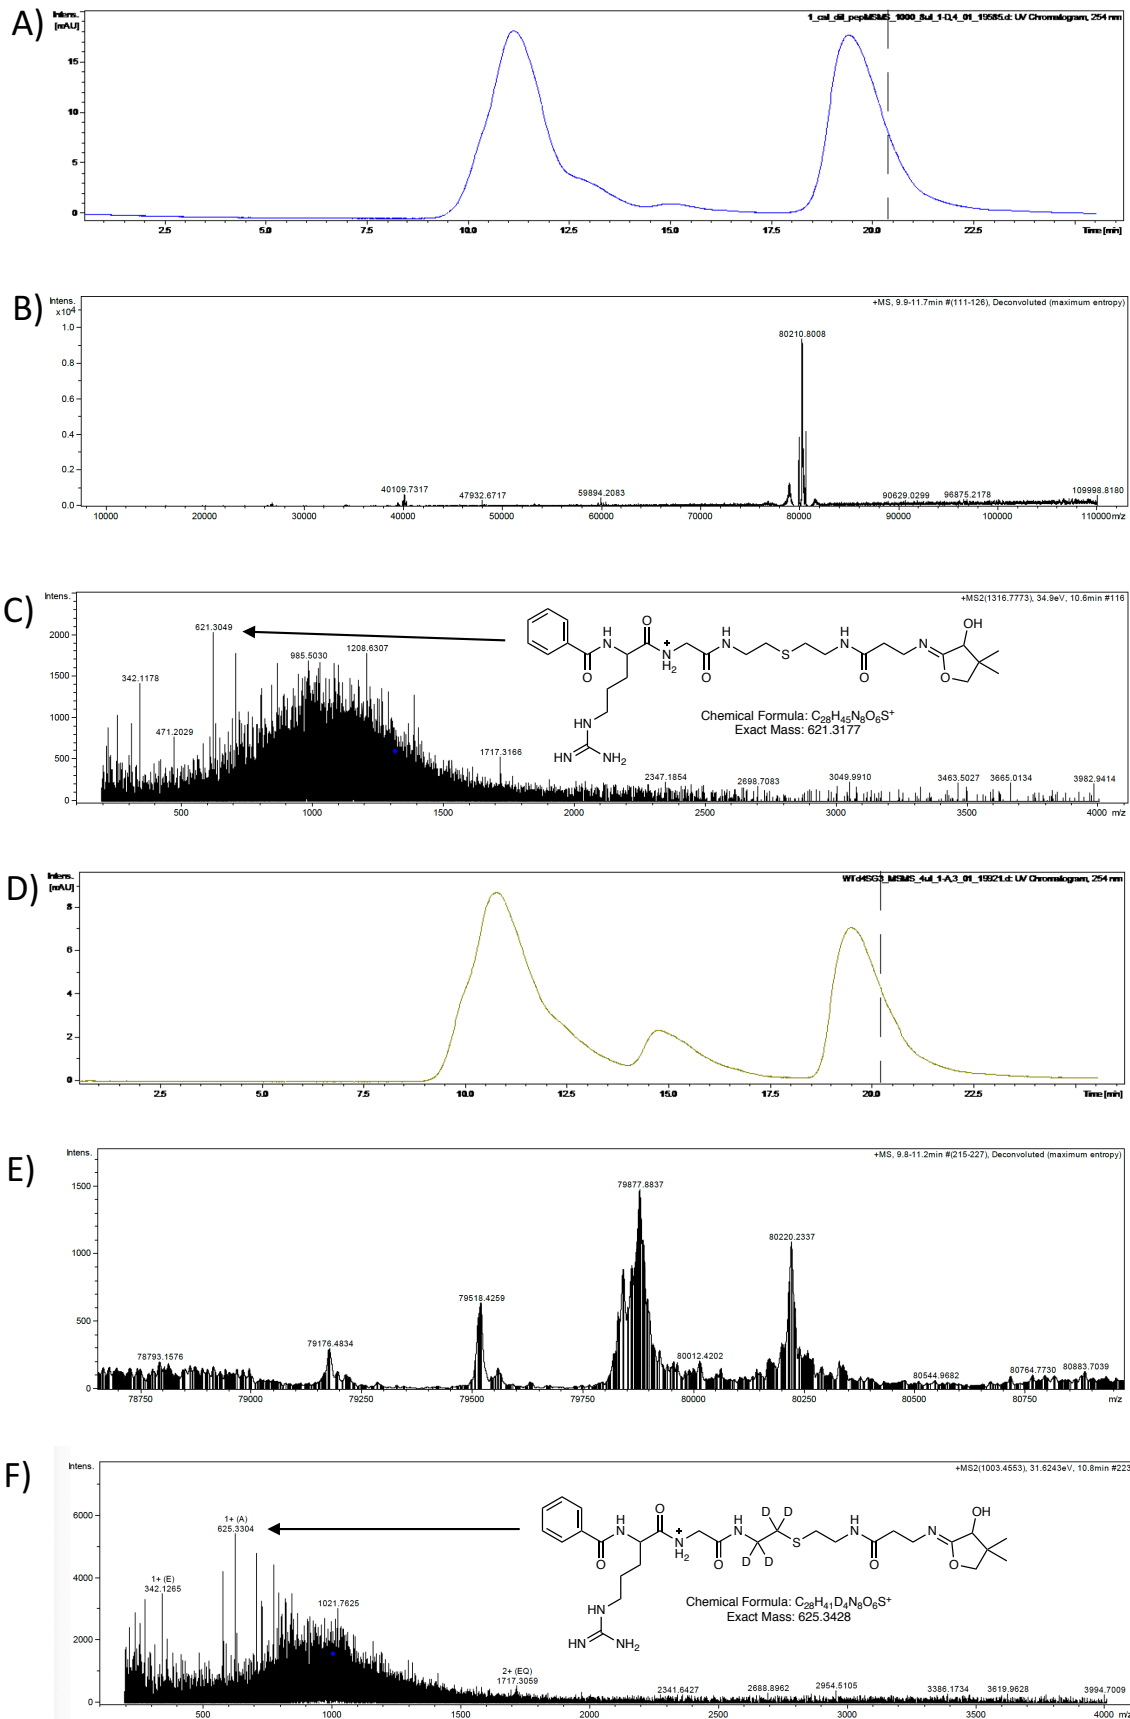 A)
Intens.
[mAU]
1_cal_dil_pepMSMS_1000_8ul_1-D,4_01_19585.d: UV Chromatogram, 254 nm
15
10
5
0
2.5 5.0 7.5 10.0 12.5 15.0 17.5 20.0 22.5 Time [min]
B)
Intens.
x10⁴
+MS, 9.9-11.7min #(111-126), Deconvoluted (maximum entropy)
1.0
0.8
0.6
0.4
0.2
0.0
80210.8008
40109.7317
47932.6717
59894.2083
90629.0299
96875.2178
109998.8180
10000 20000 30000 40000 50000 60000 70000 80000 90000 100000 110000 m/z
C)
Intens.
+MS2(1316.7773), 34.9eV, 10.6min #116
2000
1500
1000
500
0
621.3049
342.1178
471.2029
985.5030
1208.6307
1717.3166
2347.1854
2698.7083
3049.9910
3463.5027
3665.0134
3982.9414
O H N O N H2 + O H N S H N O N OH O
HN HN NH2
Chemical Formula: C28H45N8O6S+
Exact Mass: 621.3177
500 1000 1500 2000 2500 3000 3500 4000 m/z
D)
Intens.
[mAU]
WTd4SG3_MSMS_4ul_1-A,3_01_19921.d: UV Chromatogram, 254 nm
8
6
4
2
0
2.5 5.0 7.5 10.0 12.5 15.0 17.5 20.0 22.5 Time [min]
E)
Intens.
+MS, 9.8-11.2min #(215-227), Deconvoluted (maximum entropy)
1500
1000
500
0
78793.1576
79176.4834
79518.4259
79877.8837
80012.4202
80220.2337
80544.9682
80764.7730
80883.7039
78750 79000 79250 79500 79750 80000 80250 80500 80750 m/z
F)
Intens.
+MS2(1003.4553), 31.6243eV, 10.8min #223
6000
4000
2000
0
1+ (A)
625.3304
1+ (E)
342.1265
1021.7625
2+ (EQ)
1717.3059
2341.6427
2688.8962
2954.5105
3386.1734
3619.9628
3994.7009
O H N O N H2 + O H N D D D D S H N O N OH O
HN HN NH2
Chemical Formula: C28H41D4N8O6S+
Exact Mass: 625.3428
500 1000 1500 2000 2500 3000 3500 4000 m/z